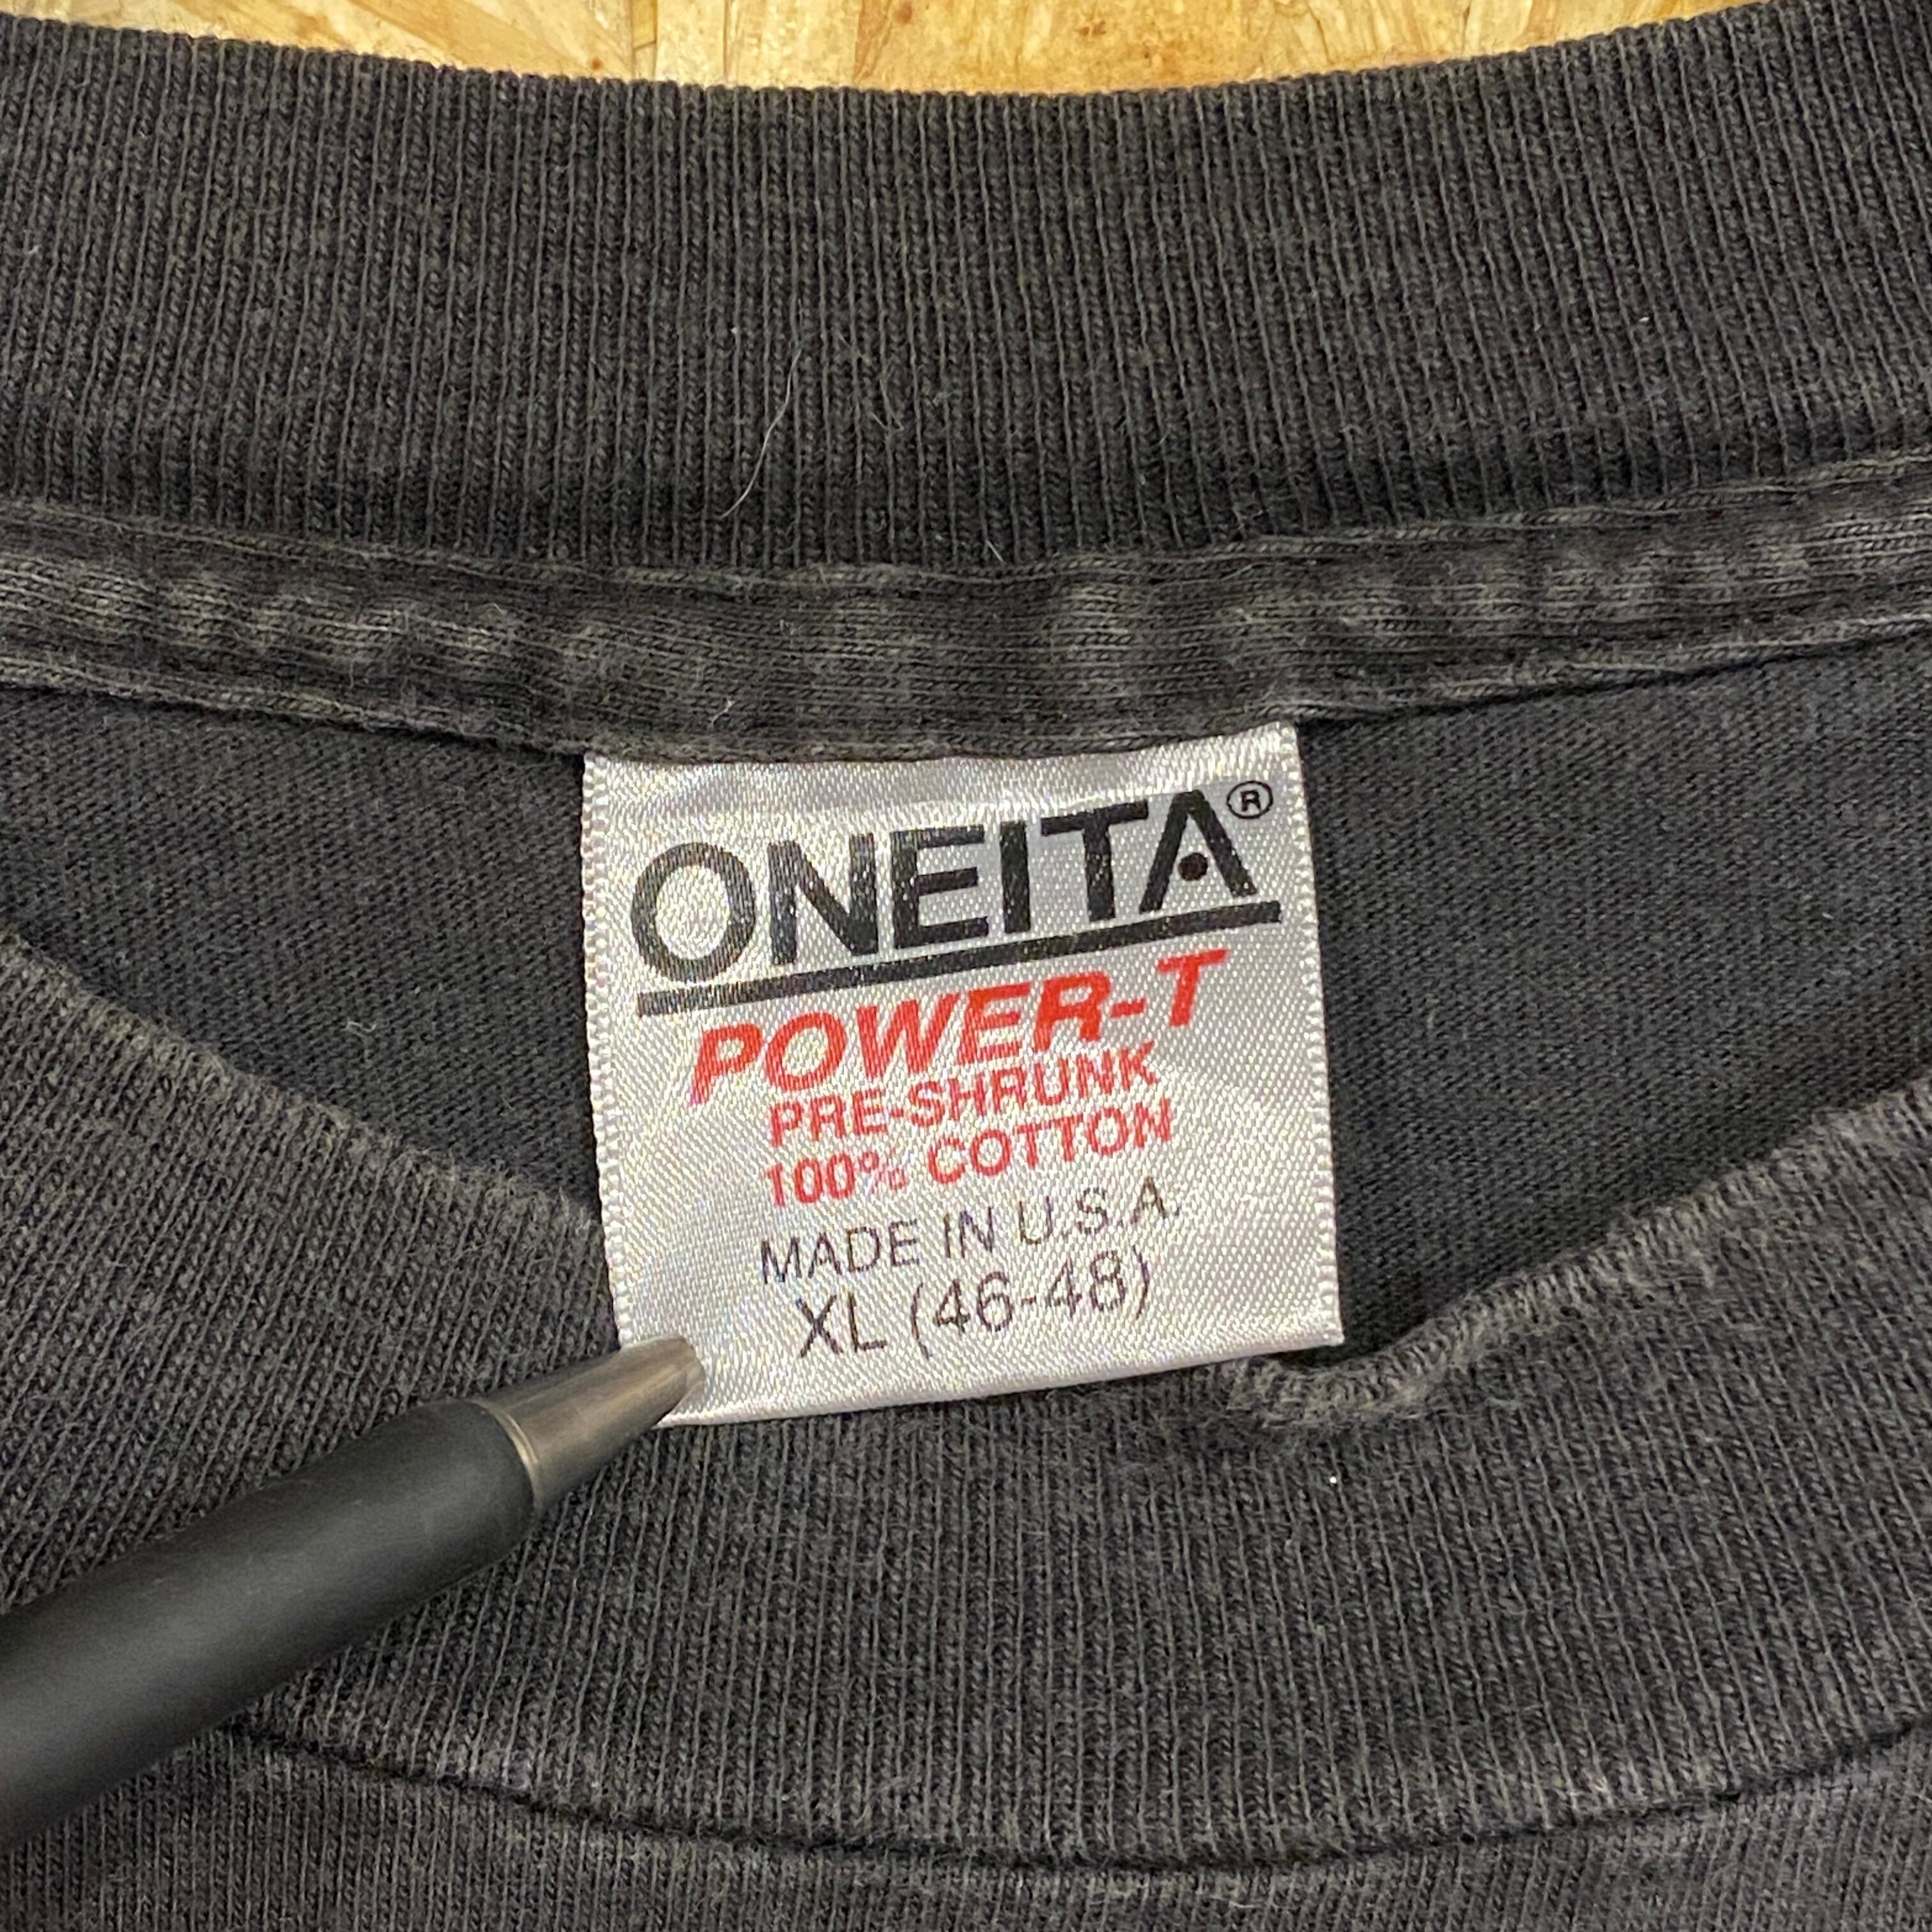 ONEITA®
POWER-T
PRE-SHRUNK
100% COTTON
MADE IN U.S.A.
XL (46-48)